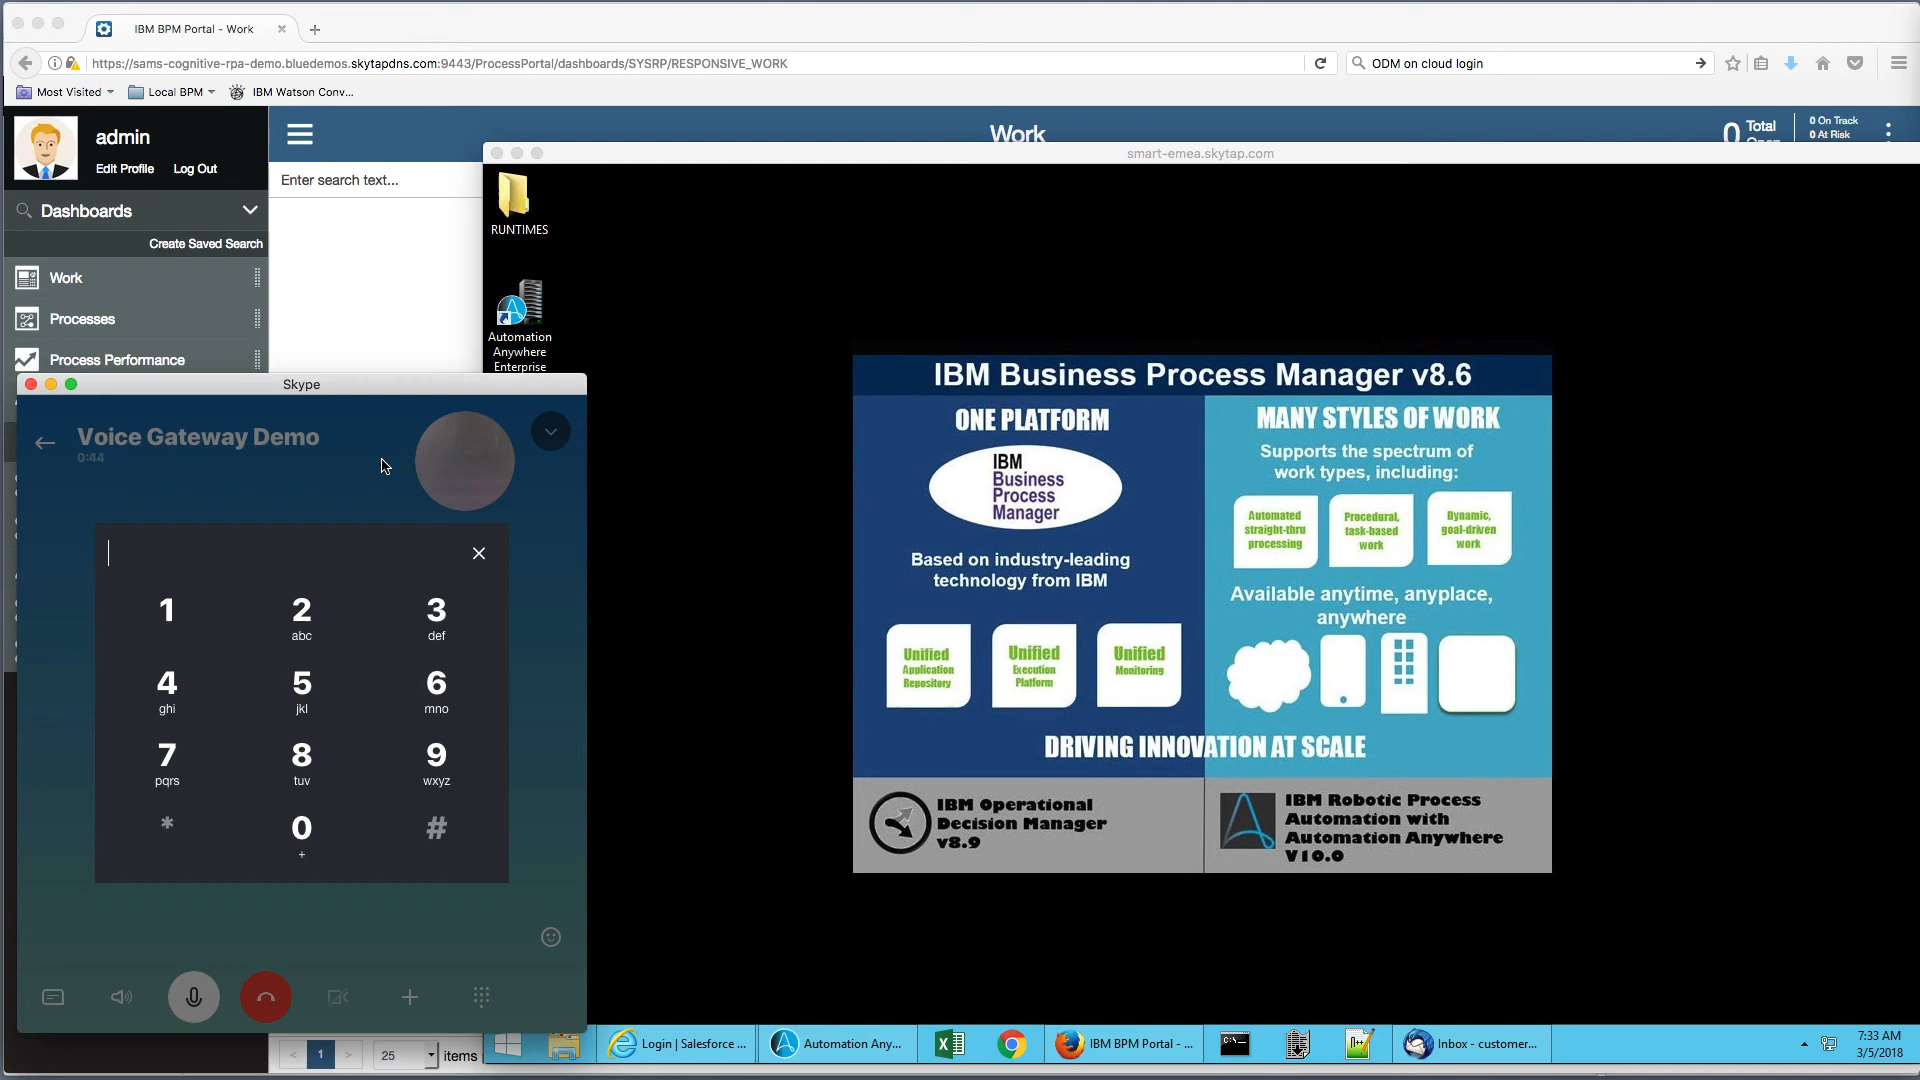 IBM BPM Portal - Work
https://sams-cognitive-rpa-demo.bluedemos.skytapdns.com:9443/ProcessPortal/dashboards/SYSRP/RESPONSIVE_WORK
ODM on cloud login
Most Visited
Local BPM
IBM Watson Conv...
admin
Edit Profile
Log Out
Work
0 Total
0 On Track
0 At Risk
Enter search text...
smart-emea.skytap.com
Dashboards
Create Saved Search
Work
Processes
Process Performance
RUNTIMES
Automation
Anywhere
Enterprise
Skype
Voice Gateway Demo
0:44
1
2
abc
3
def
4
ghi
5
jkl
6
mno
7
pqrs
8
tuv
9
wxyz
*
0
+
#
IBM Business Process Manager v8.6
ONE PLATFORM
IBM
Business
Process
Manager
Based on industry-leading
technology from IBM
Unified
Application
Repository
Unified
Execution
Platform
Unified
Monitoring
MANY STYLES OF WORK
Supports the spectrum of
work types, including:
Automated
straight-thru
processing
Procedural,
task-based
work
Dynamic,
goal-driven
work
Available anytime, anyplace,
anywhere
DRIVING INNOVATION AT SCALE
IBM Operational
Decision Manager
v8.9
IBM Robotic Process
Automation with
Automation Anywhere
V10.0
< 1 > 25 items
Login | Salesforce ...
Automation Any...
IBM BPM Portal - ...
Inbox - customer...
7:33 AM
3/5/2018